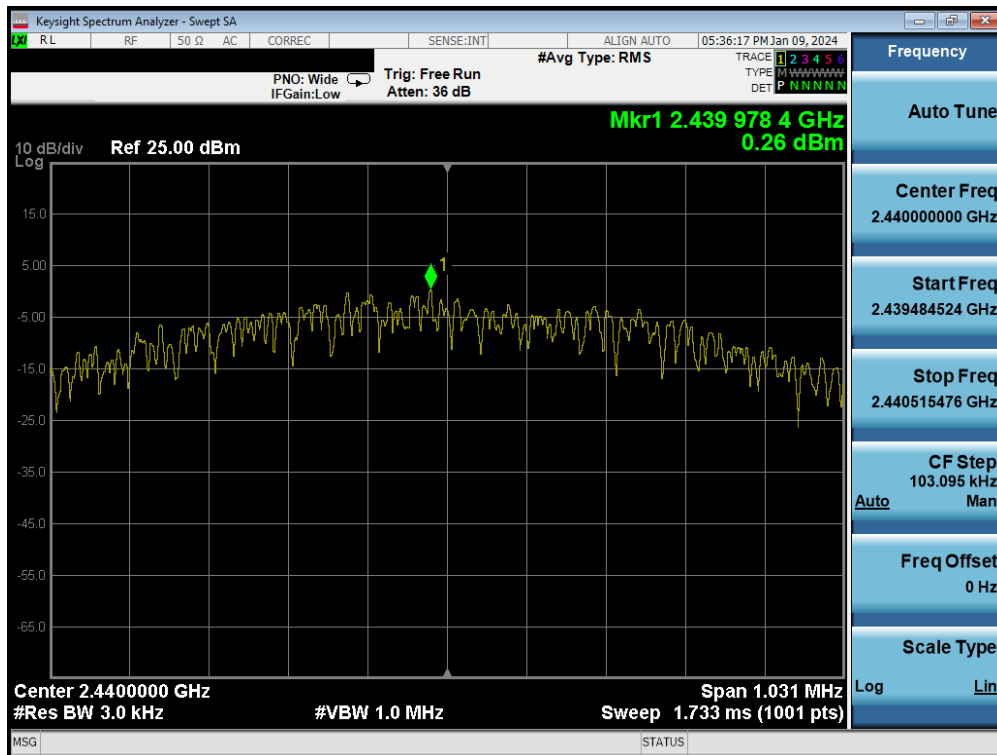 Keysight Spectrum Analyzer - Swept SA
LXI RL RF 50 Ω AC CORREC SENSE:INT ALIGN AUTO 05:36:17 PM Jan 09, 2024
#Avg Type: RMS
TRACE 1 2 3 4 5 6
PNO: Wide Trig: Free Run
TYPE M WWWWW
IFGain:Low Atten: 36 dB
DET P N N N N N
Mkr1 2.439 978 4 GHz
0.26 dBm
10 dB/div Ref 25.00 dBm
Log
15.0
5.00
1
-5.00
-15.0
-25.0
-35.0
-45.0
-55.0
-65.0
Center 2.4400000 GHz Span 1.031 MHz
#Res BW 3.0 kHz #VBW 1.0 MHz Sweep 1.733 ms (1001 pts)
MSG STATUS
Frequency
Auto Tune
Center Freq
2.440000000 GHz
Start Freq
2.439484524 GHz
Stop Freq
2.440515476 GHz
CF Step
103.095 kHz
Auto Man
Freq Offset
0 Hz
Scale Type
Log Lin